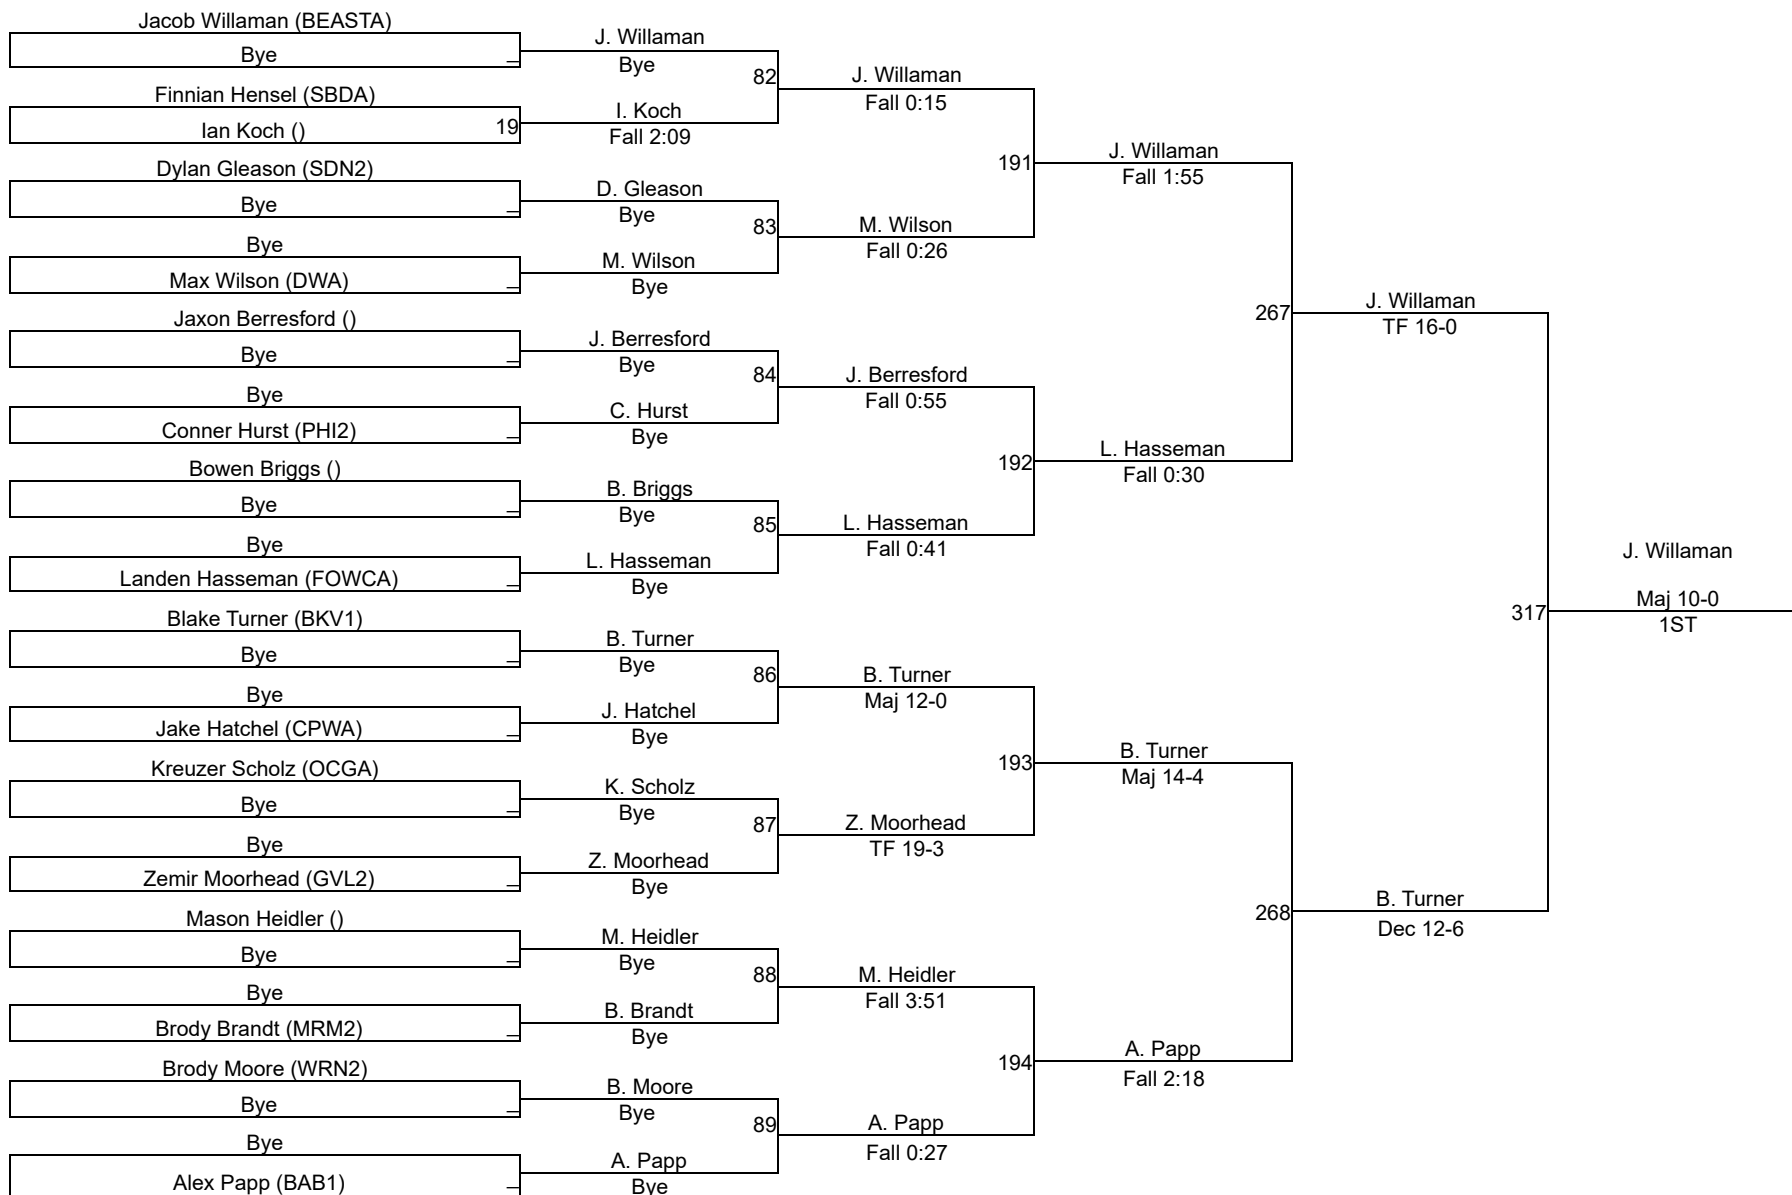 Jacob Willaman (BEASTA)
Bye
Finnian Hensel (SBDA)
Ian Koch ()
19
Dylan Gleason (SDN2)
Bye
Bye
Max Wilson (DWA)
Jaxon Berresford ()
Bye
Bye
Conner Hurst (PHI2)
Bowen Briggs ()
Bye
Bye
Landen Hasseman (FOWCA)
Blake Turner (BKV1)
Bye
Bye
Jake Hatchel (CPWA)
Kreuzer Scholz (OCGA)
Bye
Bye
Zemir Moorhead (GVL2)
Mason Heidler ()
Bye
Bye
Brody Brandt (MRM2)
Brody Moore (WRN2)
Bye
Bye
Alex Papp (BAB1)
J. Willaman
Bye
82
I. Koch
Fall 2:09
D. Gleason
Bye
83
M. Wilson
Bye
J. Berresford
Bye
84
C. Hurst
Bye
B. Briggs
Bye
85
L. Hasseman
Bye
B. Turner
Bye
86
J. Hatchel
Bye
K. Scholz
Bye
87
Z. Moorhead
Bye
M. Heidler
Bye
88
B. Brandt
Bye
B. Moore
Bye
89
A. Papp
Bye
J. Willaman
Fall 0:15
191
M. Wilson
Fall 0:26
J. Berresford
Fall 0:55
192
L. Hasseman
Fall 0:41
B. Turner
Maj 12-0
193
Z. Moorhead
TF 19-3
M. Heidler
Fall 3:51
194
A. Papp
Fall 0:27
J. Willaman
Fall 1:55
267
L. Hasseman
Fall 0:30
B. Turner
Maj 14-4
268
A. Papp
Fall 2:18
J. Willaman
TF 16-0
317
B. Turner
Dec 12-6
J. Willaman
Maj 10-0
1ST